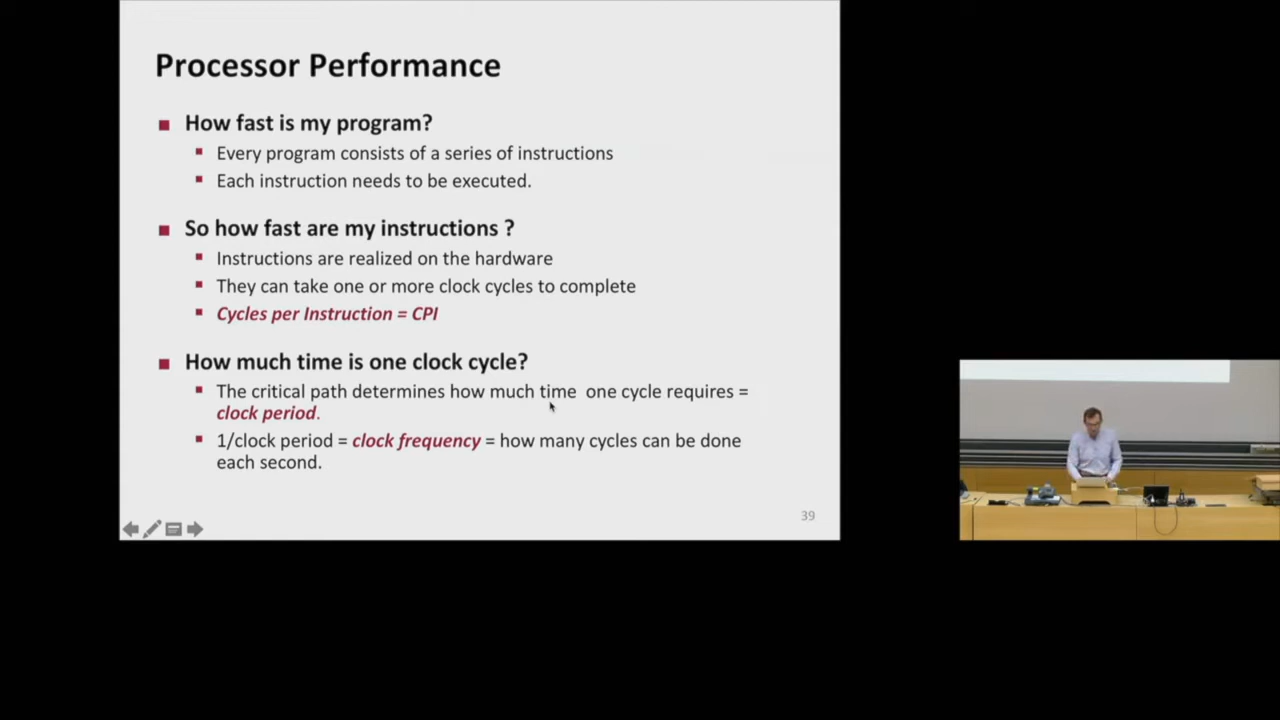 Processor Performance
How fast is my program?
Every program consists of a series of instructions
Each instruction needs to be executed.
So how fast are my instructions ?
Instructions are realized on the hardware
They can take one or more clock cycles to complete
Cycles per Instruction = CPI
How much time is one clock cycle?
The critical path determines how much time one cycle requires =
clock period.
1/clock period = clock frequency = how many cycles can be done
each second.
39